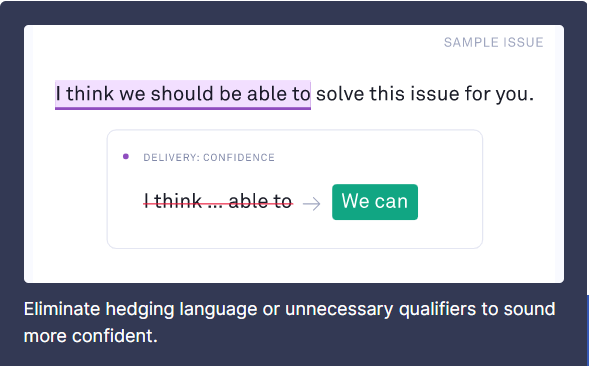 SAMPLE ISSUE
I think we should be able to solve this issue for you.
DELIVERY: CONFIDENCE
I think ... able to → We can
Eliminate hedging language or unnecessary qualifiers to sound
more confident.